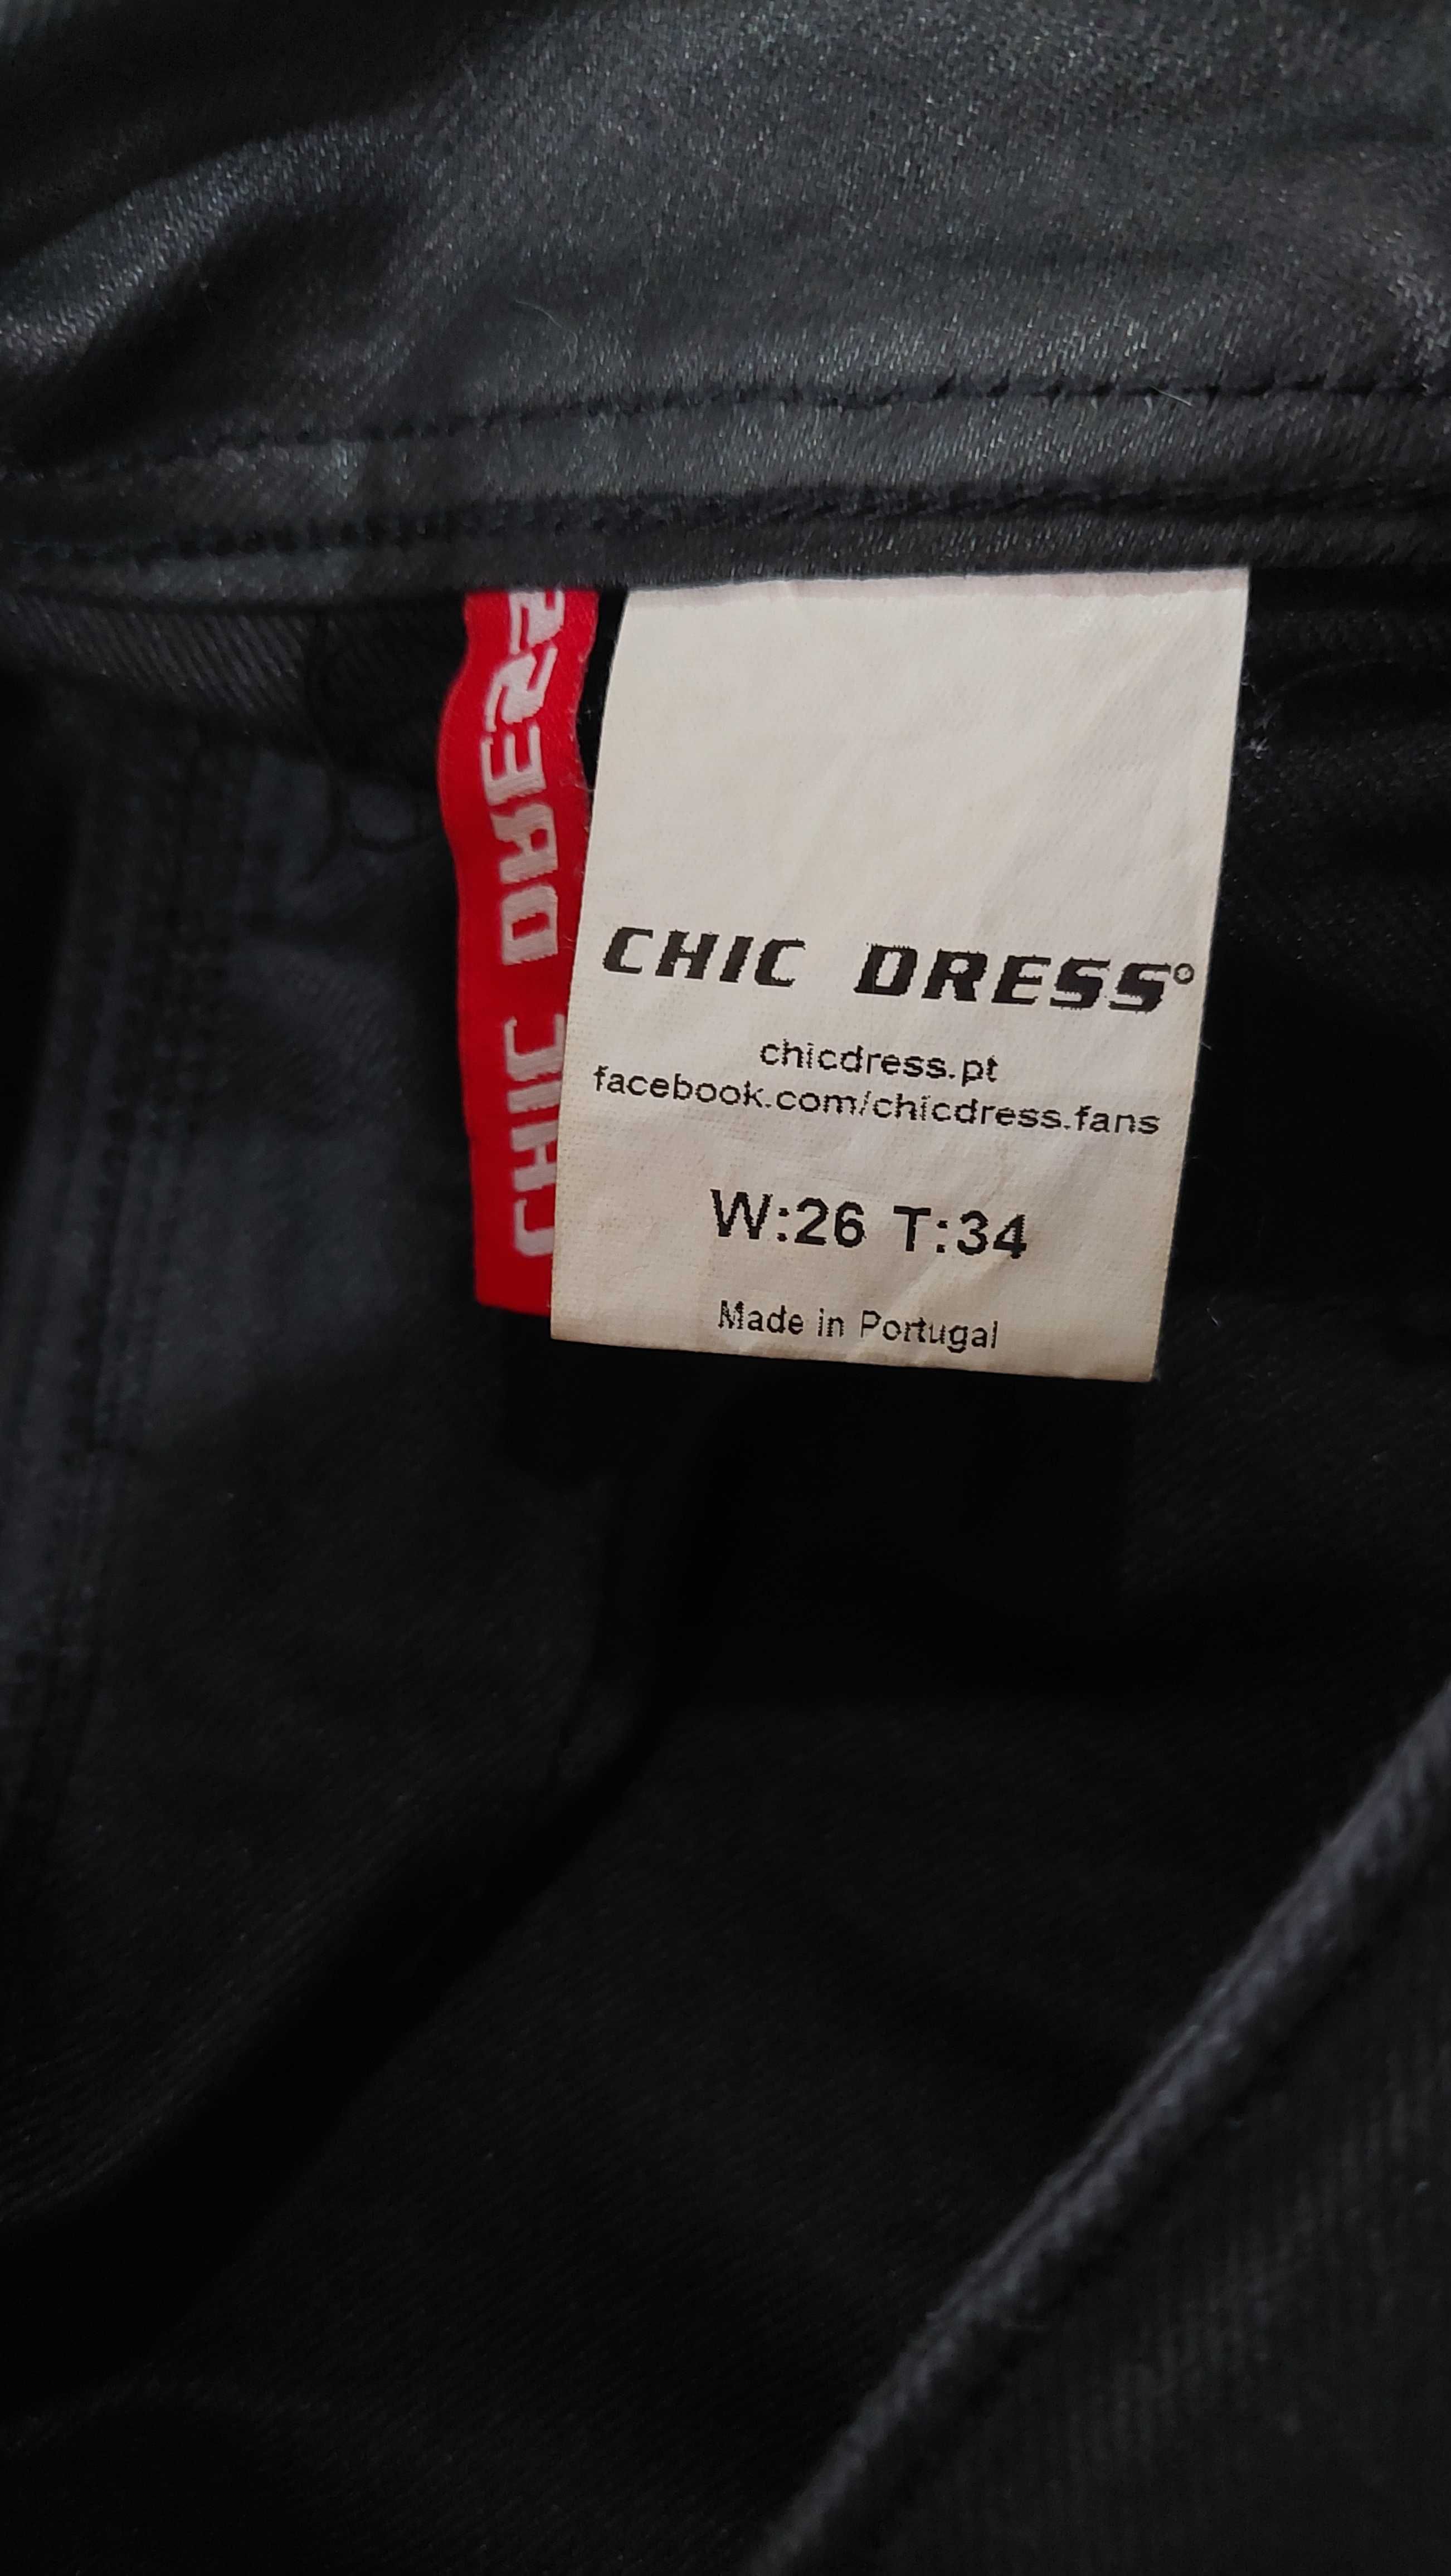 CHIC DRESS
CHIC DRESS°
chicdress.pt
facebook.com/chicdress.fans
W:26 T:34
Made in Portugal